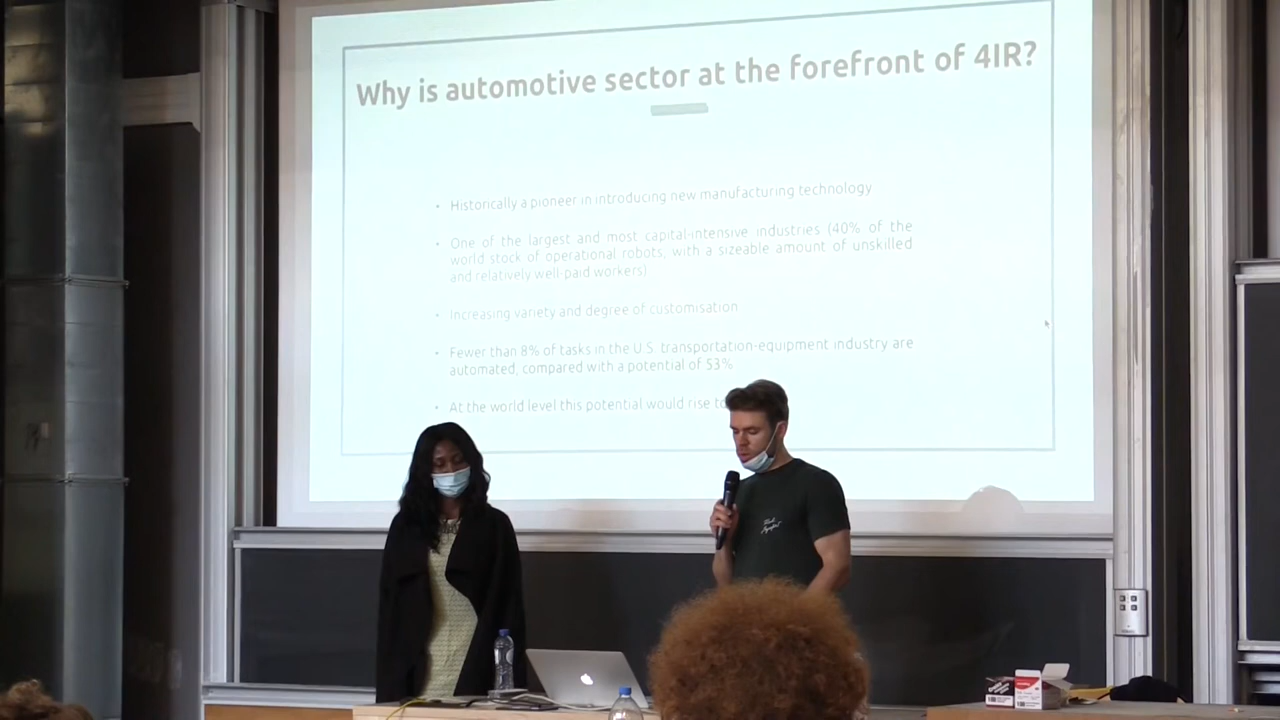 Why is automotive sector at the forefront of 4IR?
• Historically a pioneer in introducing new manufacturing technology
• One of the largest and most capital-intensive industries (40% of the
world stock of operational robots, with a sizeable amount of unskilled
and relatively well-paid workers)
• Increasing variety and degree of customisation
• Fewer than 8% of tasks in the U.S. transportation-equipment industry are
automated, compared with a potential of 53%
• At the world level this potential would rise to